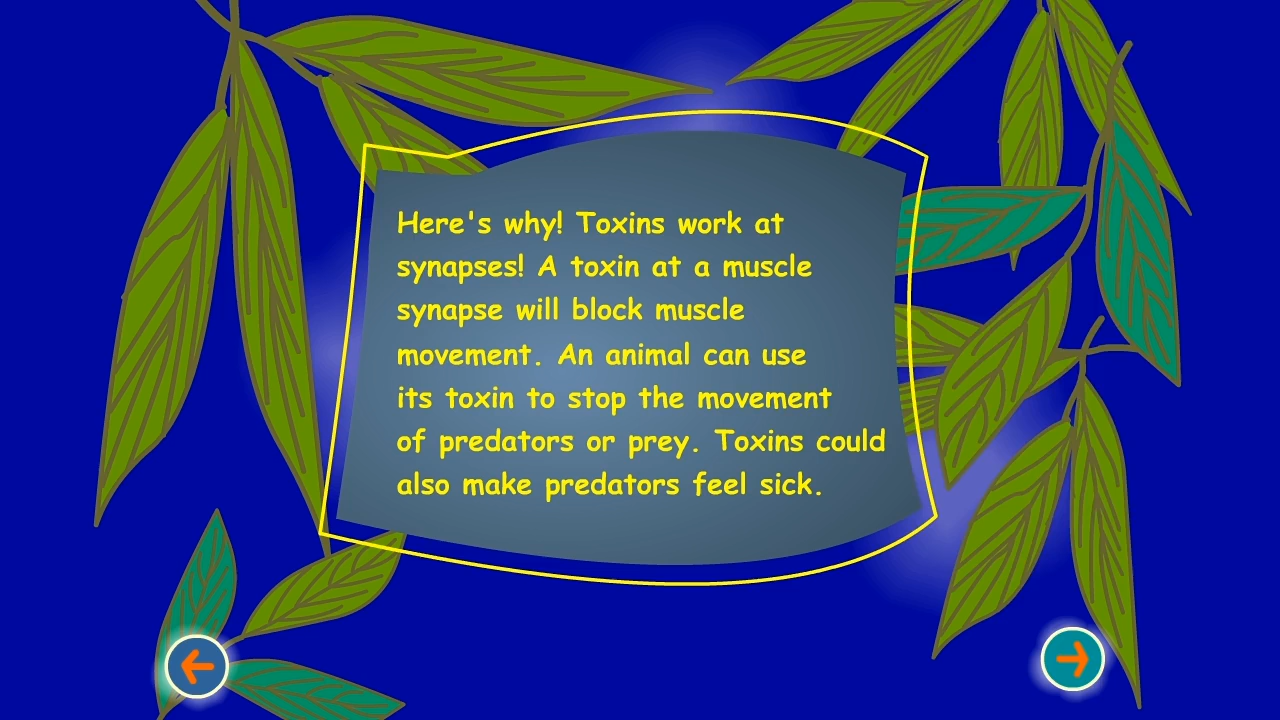 Here's why! Toxins work at
synapses! A toxin at a muscle
synapse will block muscle
movement. An animal can use
its toxin to stop the movement
of predators or prey. Toxins could
also make predators feel sick.